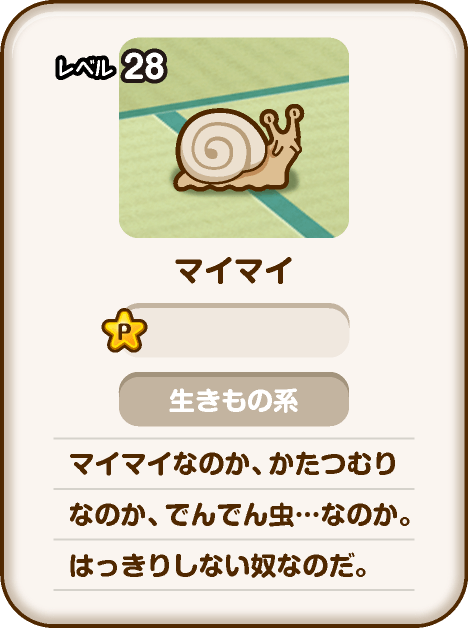 レベル 28
マイマイ
P
生きもの系
マイマイなのか、かたつむり
なのか、でんでん虫…なのか。
はっきりしない奴なのだ。